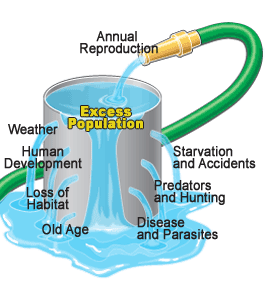 Annual
Reproduction
Excess
Population
Weather
Human
Development
Loss of
Habitat
Old Age
Starvation
and Accidents
Predators
and Hunting
Disease
and Parasites